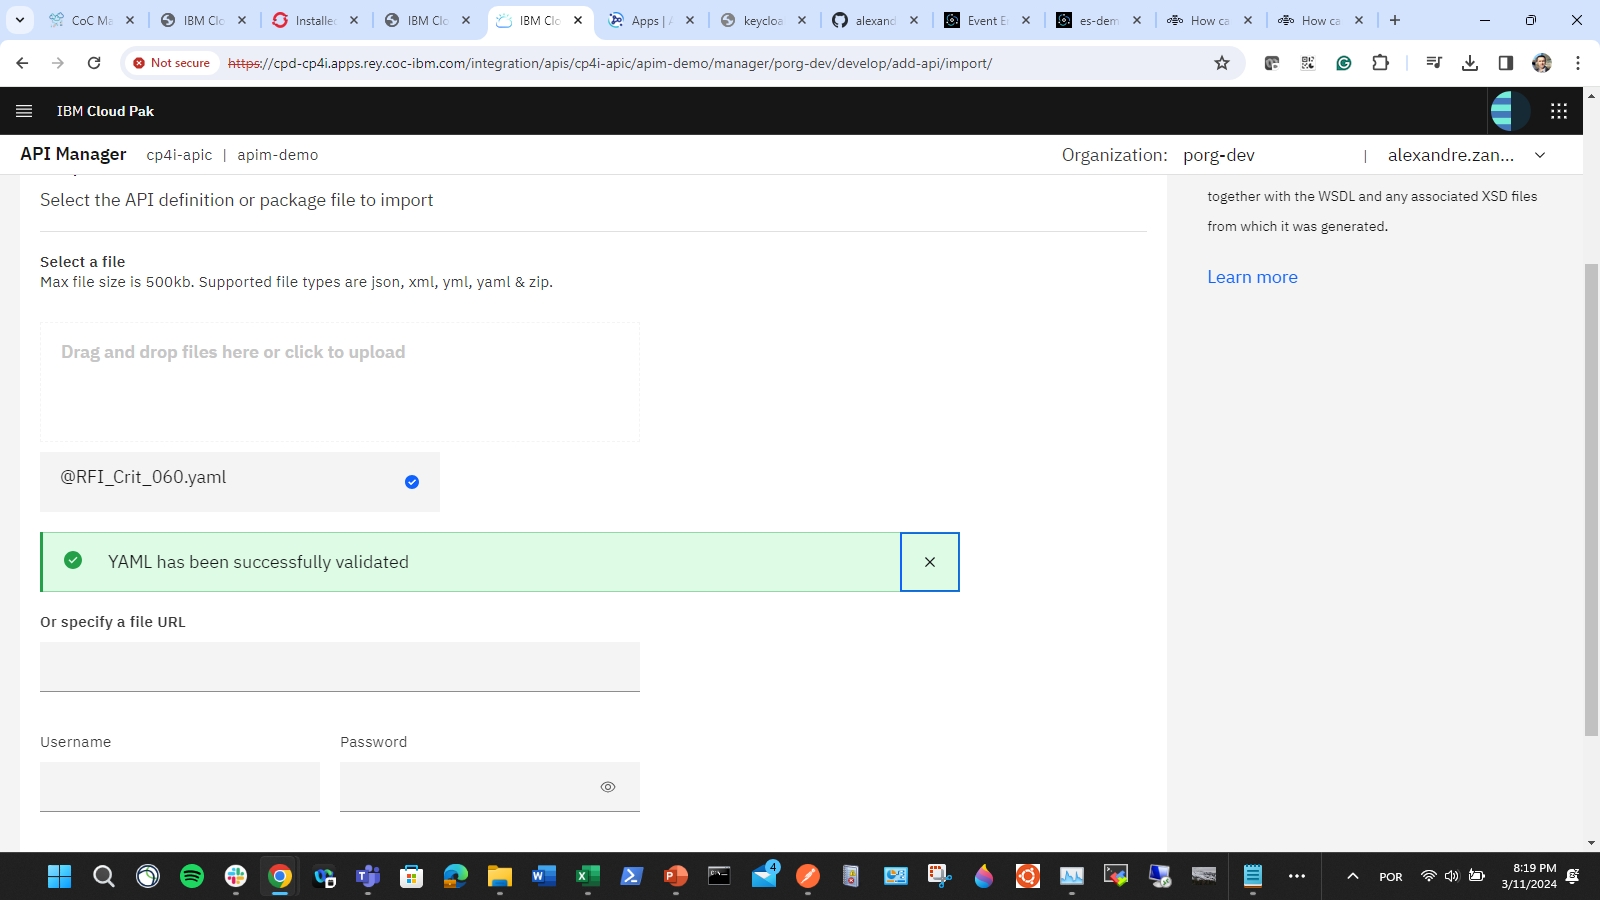 CoC Ma
IBM Clo
Installed
IBM Clo
IBM Clo
Apps | A
keycloa
alexand
Event E
es-dem
How ca
How ca
Not secure
https://cpd-cp4i.apps.rey.coc-ibm.com/integration/apis/cp4i-apic/apim-demo/manager/porg-dev/develop/add-api/import/
IBM Cloud Pak
API Manager cp4i-apic | apim-demo
Organization: porg-dev | alexandre.zan...
Select the API definition or package file to import
together with the WSDL and any associated XSD files
from which it was generated.
Learn more
Select a file
Max file size is 500kb. Supported file types are json, xml, yml, yaml & zip.
Drag and drop files here or click to upload
@RFI_Crit_060.yaml
YAML has been successfully validated
Or specify a file URL
Username
Password
4
POR
8:19 PM
3/11/2024